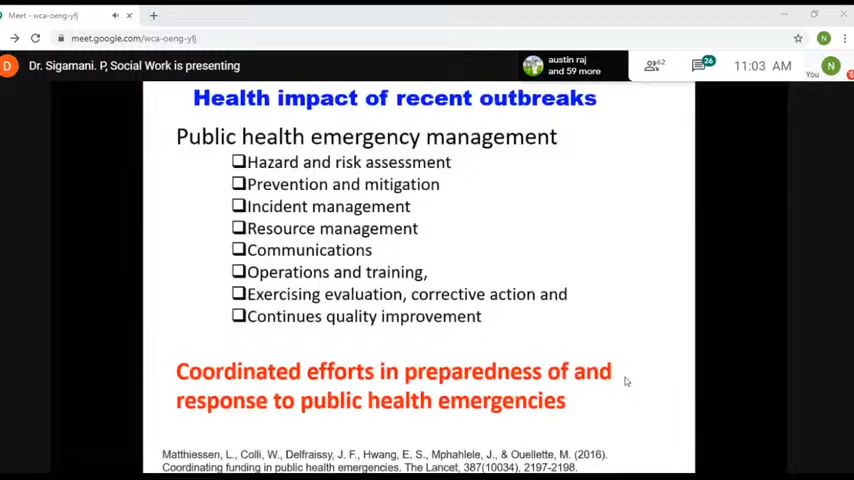 Meet - wca-oeng-yfj
meet.google.com/wca-oeng-yfj
N
D Dr. Sigamani. P, Social Work is presenting
austin raj
and 59 more
62
26
11:03 AM
You
N
Health impact of recent outbreaks
Public health emergency management
Hazard and risk assessment
Prevention and mitigation
Incident management
Resource management
Communications
Operations and training,
Exercising evaluation, corrective action and
Continues quality improvement
Coordinated efforts in preparedness of and
response to public health emergencies
Matthiessen, L., Colli, W., Delfraissy, J. F., Hwang, E. S., Mphahlele, J., & Ouellette, M. (2016).
Coordinating funding in public health emergencies. The Lancet, 387(10034), 2197-2198.